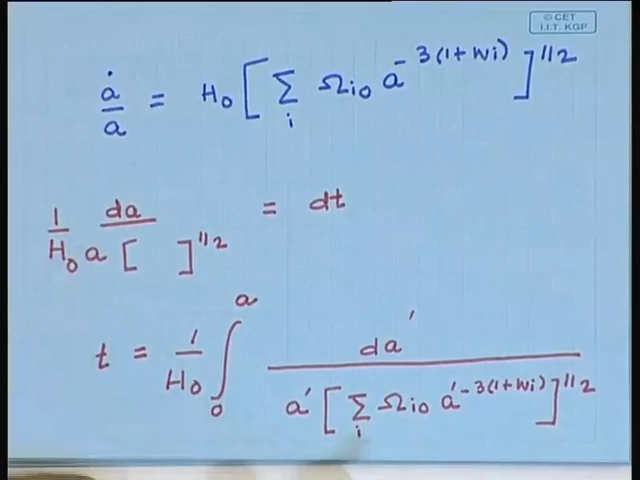 © CET
I.I.T. KGP
ȧ/a = H₀ [ Σᵢ Ωᵢ₀ a^{-3(1+wᵢ)} ]^{1/2}
1/H₀ da/(a [ ]^{1/2}) = dt
t = 1/H₀ ∫₀^a da' / (a' [ Σᵢ Ωᵢ₀ a'^{-3(1+wᵢ)} ]^{1/2})